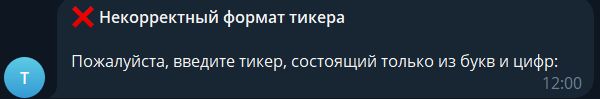 ❌ Некорректный формат тикера
Пожалуйста, введите тикер, состоящий только из букв и цифр:
12:00
T